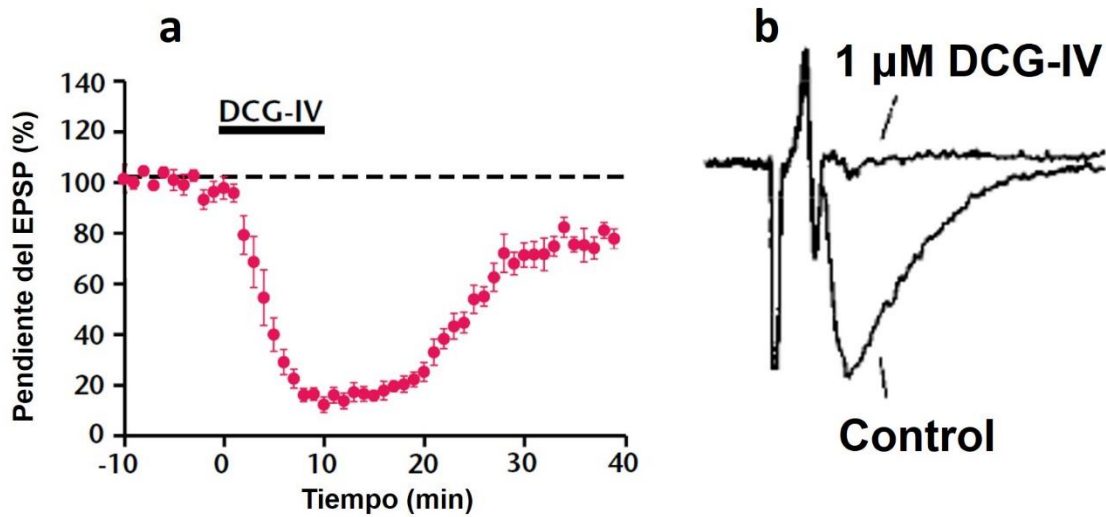 a
Pendiente del EPSP (%)
140
120
100
80
60
40
20
0
DCG-IV
-10
0
10
20
30
40
Tiempo (min)
b
1 µM DCG-IV
Control